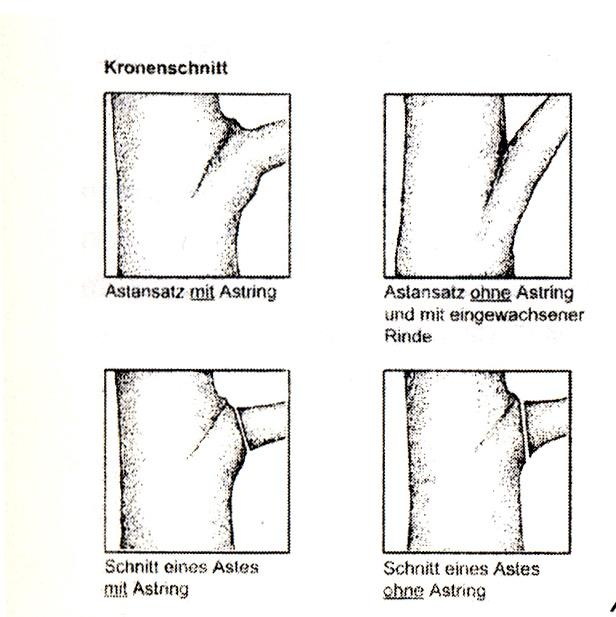 Kronenschnitt
Astansatz mit Astring
Astansatz ohne Astring
und mit eingewachsener
Rinde
Schnitt eines Astes
mit Astring
Schnitt eines Astes
ohne Astring